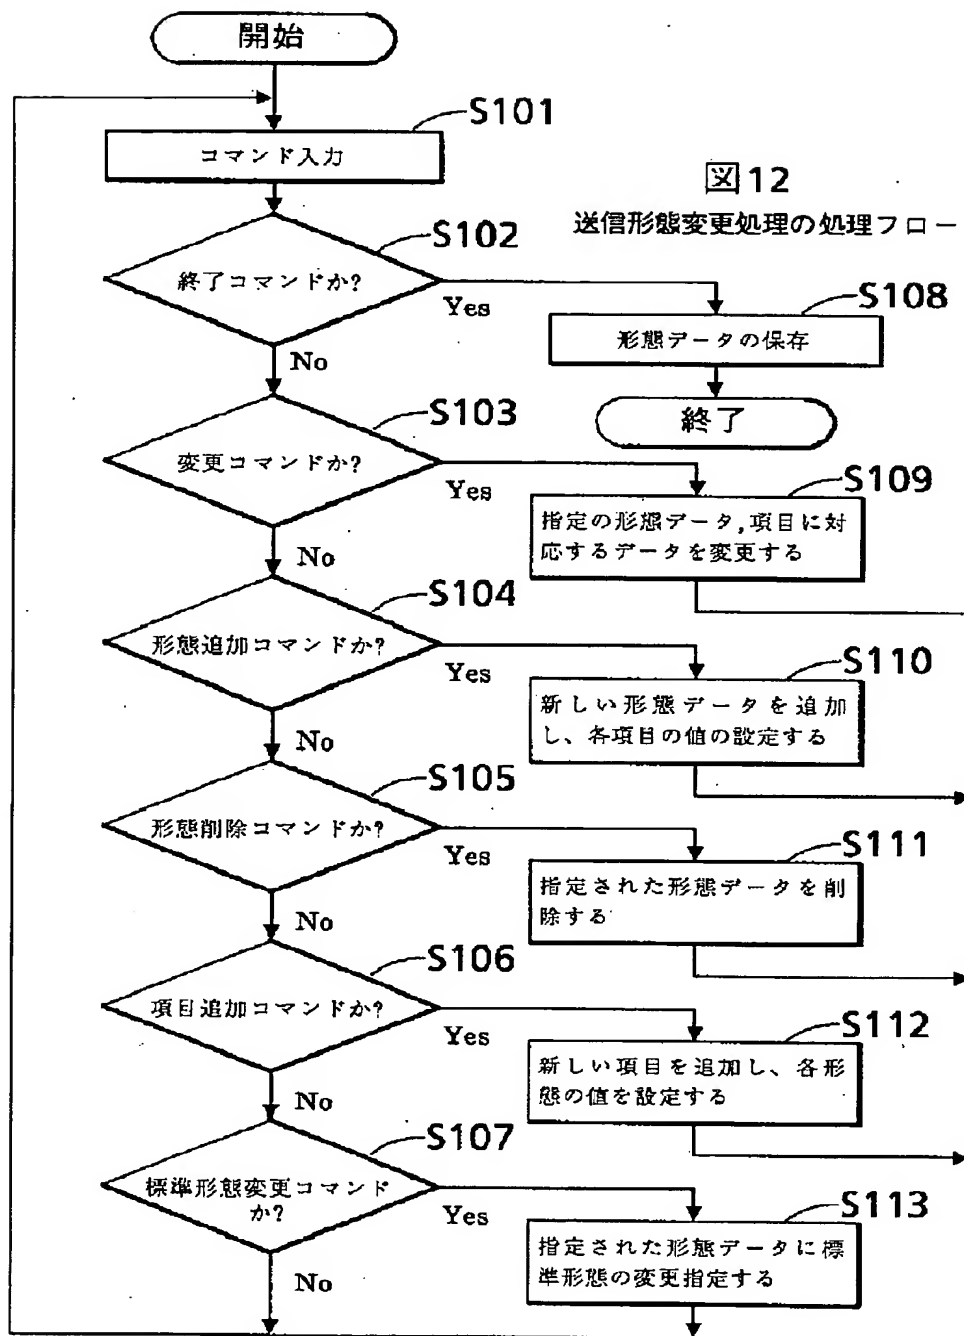 開始
S101
コマンド入力
図12
送信形態変更処理の処理フロー
S102
終了コマンドか?
Yes
No
S108
形態データの保存
終了
S103
変更コマンドか?
Yes
No
S109
指定の形態データ,項目に対
応するデータを変更する
S104
形態追加コマンドか?
Yes
No
S110
新しい形態データを追加
し、各項目の値の設定する
S105
形態削除コマンドか?
Yes
No
S111
指定された形態データを削
除する
S106
項目追加コマンドか?
Yes
No
S112
新しい項目を追加し、各形
態の値を設定する
S107
標準形態変更コマンド
か?
Yes
No
S113
指定された形態データに標
準形態の変更指定する